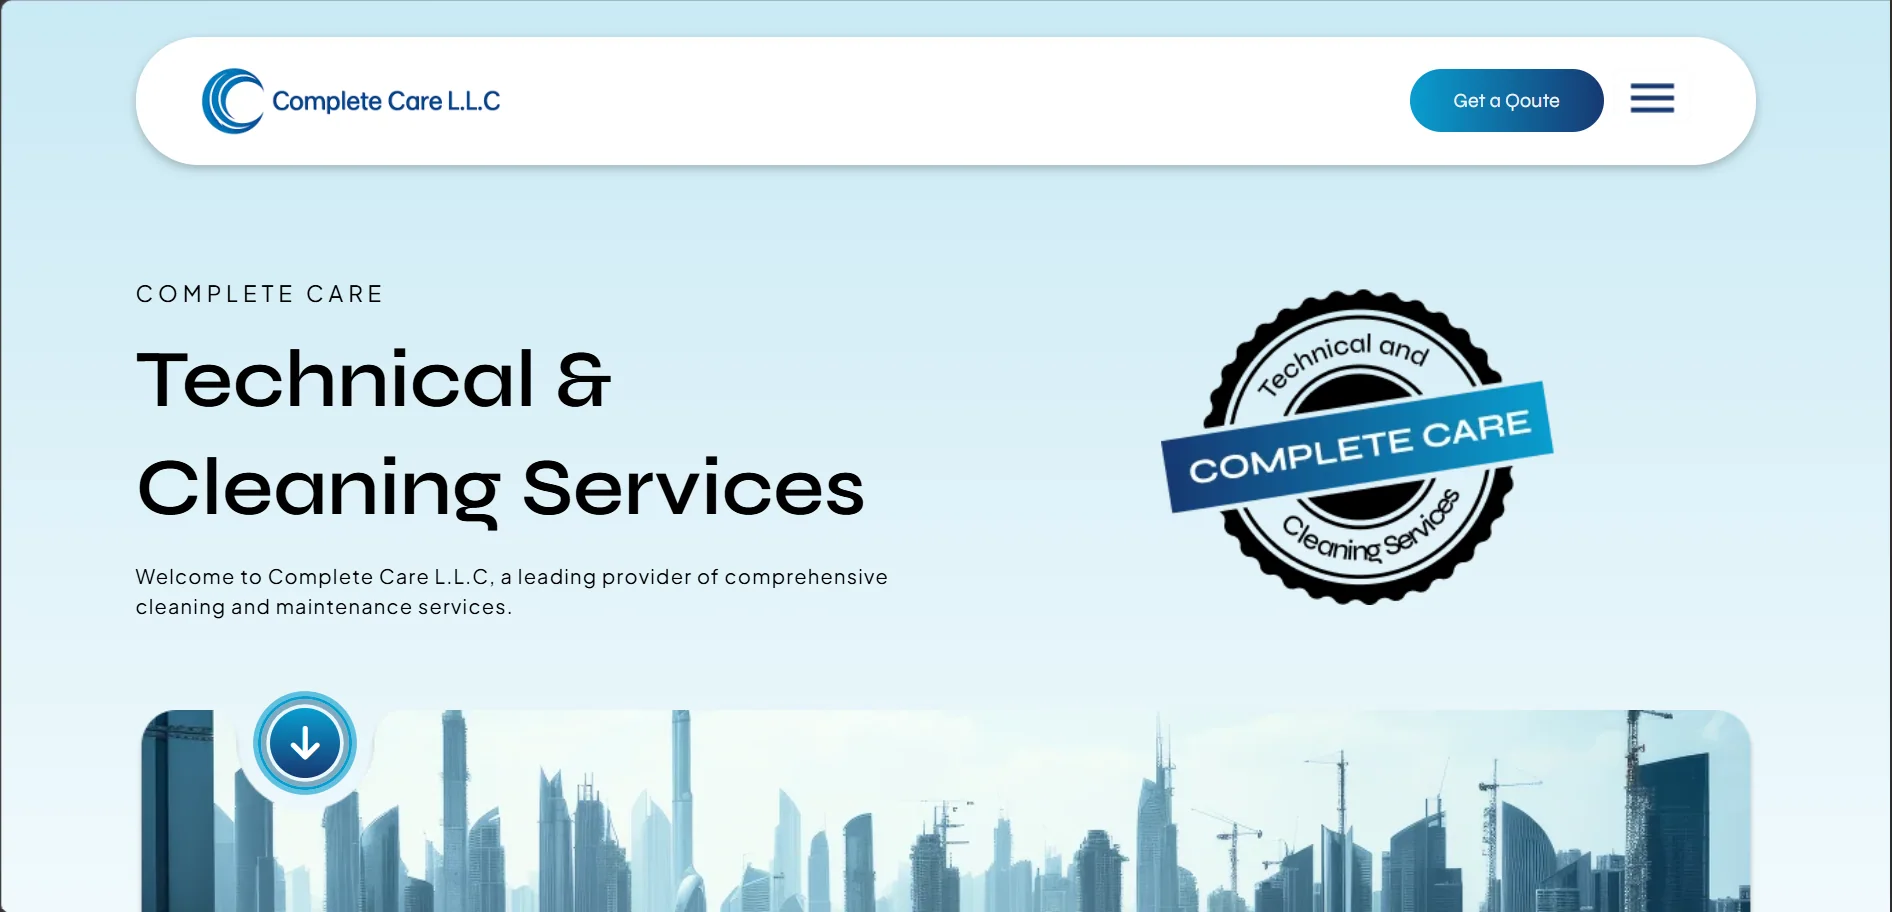 Complete Care L.L.C
Get a Qoute
COMPLETE CARE
Technical &
Cleaning Services
Welcome to Complete Care L.L.C, a leading provider of comprehensive
cleaning and maintenance services.
Technical and
COMPLETE CARE
Cleaning Services